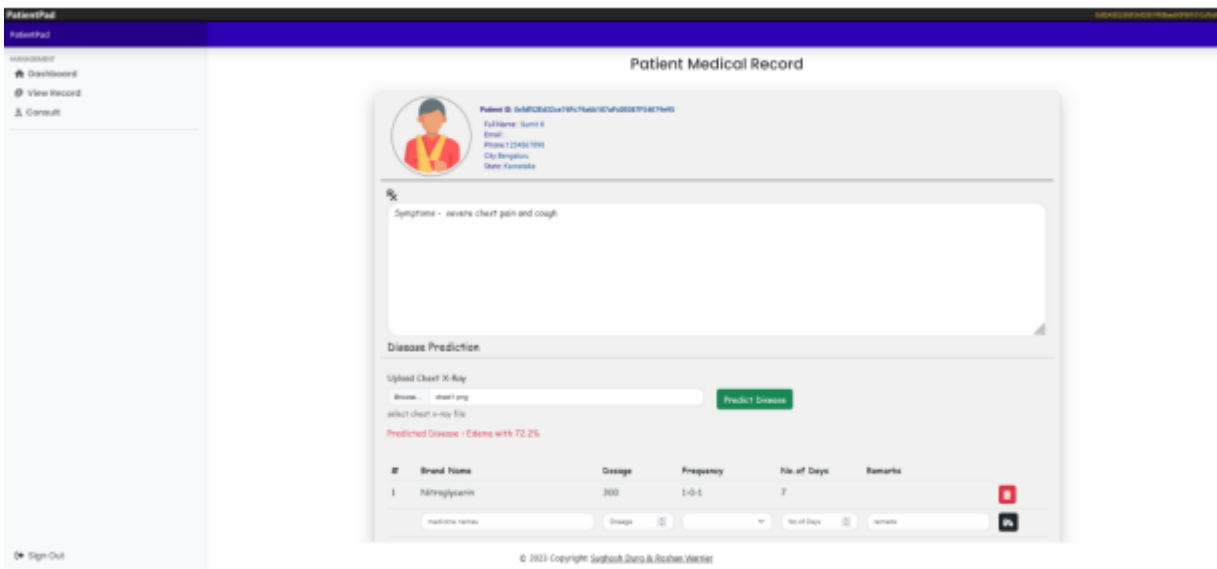 PatientPad
PatientPad
MANAGEMENT
Dashboard
View Record
Consult
Sign Out
Patient Medical Record
Patient ID:
Full Name: Sumit K
Email:
Phone:1234567890
City:Bengaluru
State: Karnataka
Symptoms - severe chest pain and cough
Disease Prediction
Upload Chest X-Ray
Browse... chest1.png
Predict Disease
select chest x-ray file
Predicted Disease : Edema with 72.2%
# Brand Name Dosage Frequency No.of Days Remarks
1 Nitroglycerin 300 1-0-1 7
medicine names Dosage No of Days remarks
© 2023 Copyright: Roshan Warrier